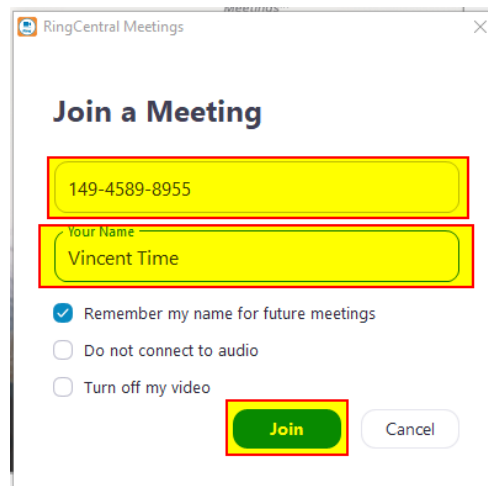 Meetings
RingCentral Meetings
Join a Meeting
149-4589-8955
Your Name
Vincent Time
Remember my name for future meetings
Do not connect to audio
Turn off my video
Join
Cancel